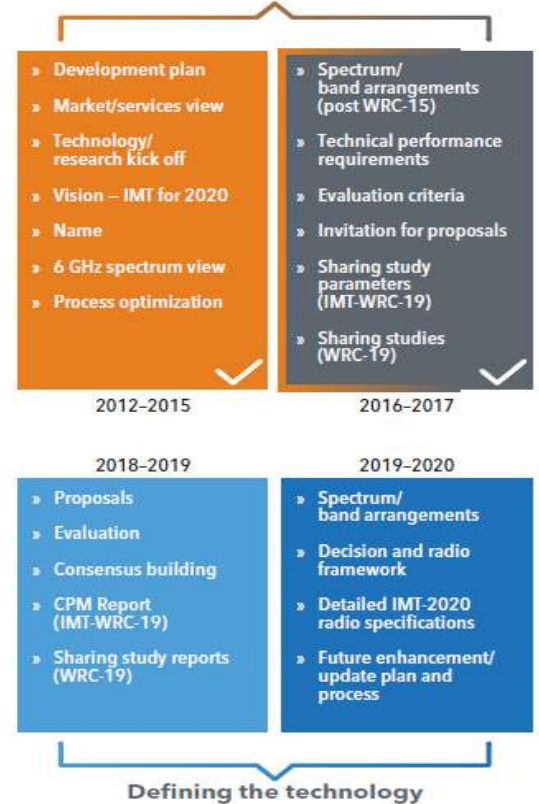 » Development plan
» Market/services view
» Technology/
research kick off
» Vision – IMT for 2020
» Name
» 6 GHz spectrum view
» Process optimization
2012–2015
» Spectrum/
band arrangements
(post WRC-15)
» Technical performance
requirements
» Evaluation criteria
» Invitation for proposals
» Sharing study
parameters
(IMT-WRC-19)
» Sharing studies
(WRC-19)
2016–2017
2018–2019
» Proposals
» Evaluation
» Consensus building
» CPM Report
(IMT-WRC-19)
» Sharing study reports
(WRC-19)
2019–2020
» Spectrum/
band arrangements
» Decision and radio
framework
» Detailed IMT-2020
radio specifications
» Future enhancement/
update plan and
process
Defining the technology